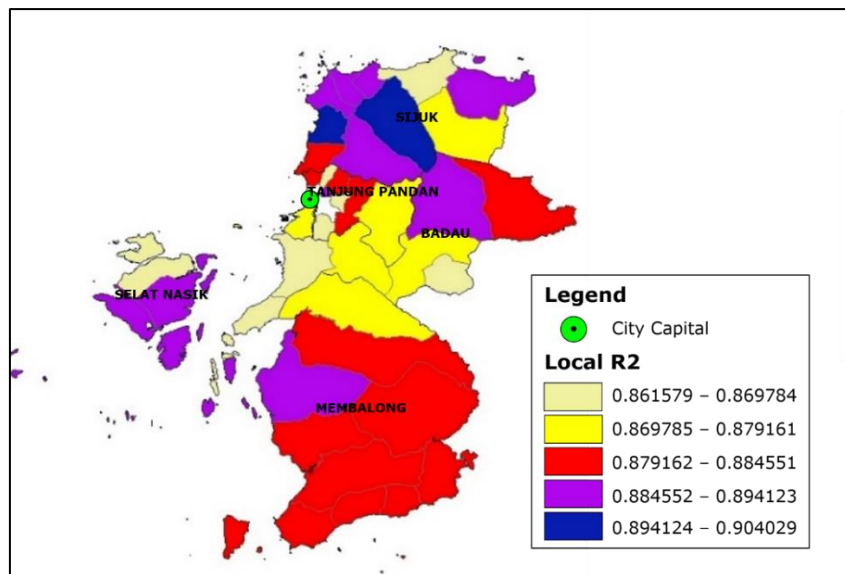 SIJUK
TANJUNG PANDAN
BADAU
SELAT NASIK
MEMBALONG
Legend
City Capital
Local R2
0.861579 – 0.869784
0.869785 – 0.879161
0.879162 – 0.884551
0.884552 – 0.894123
0.894124 – 0.904029